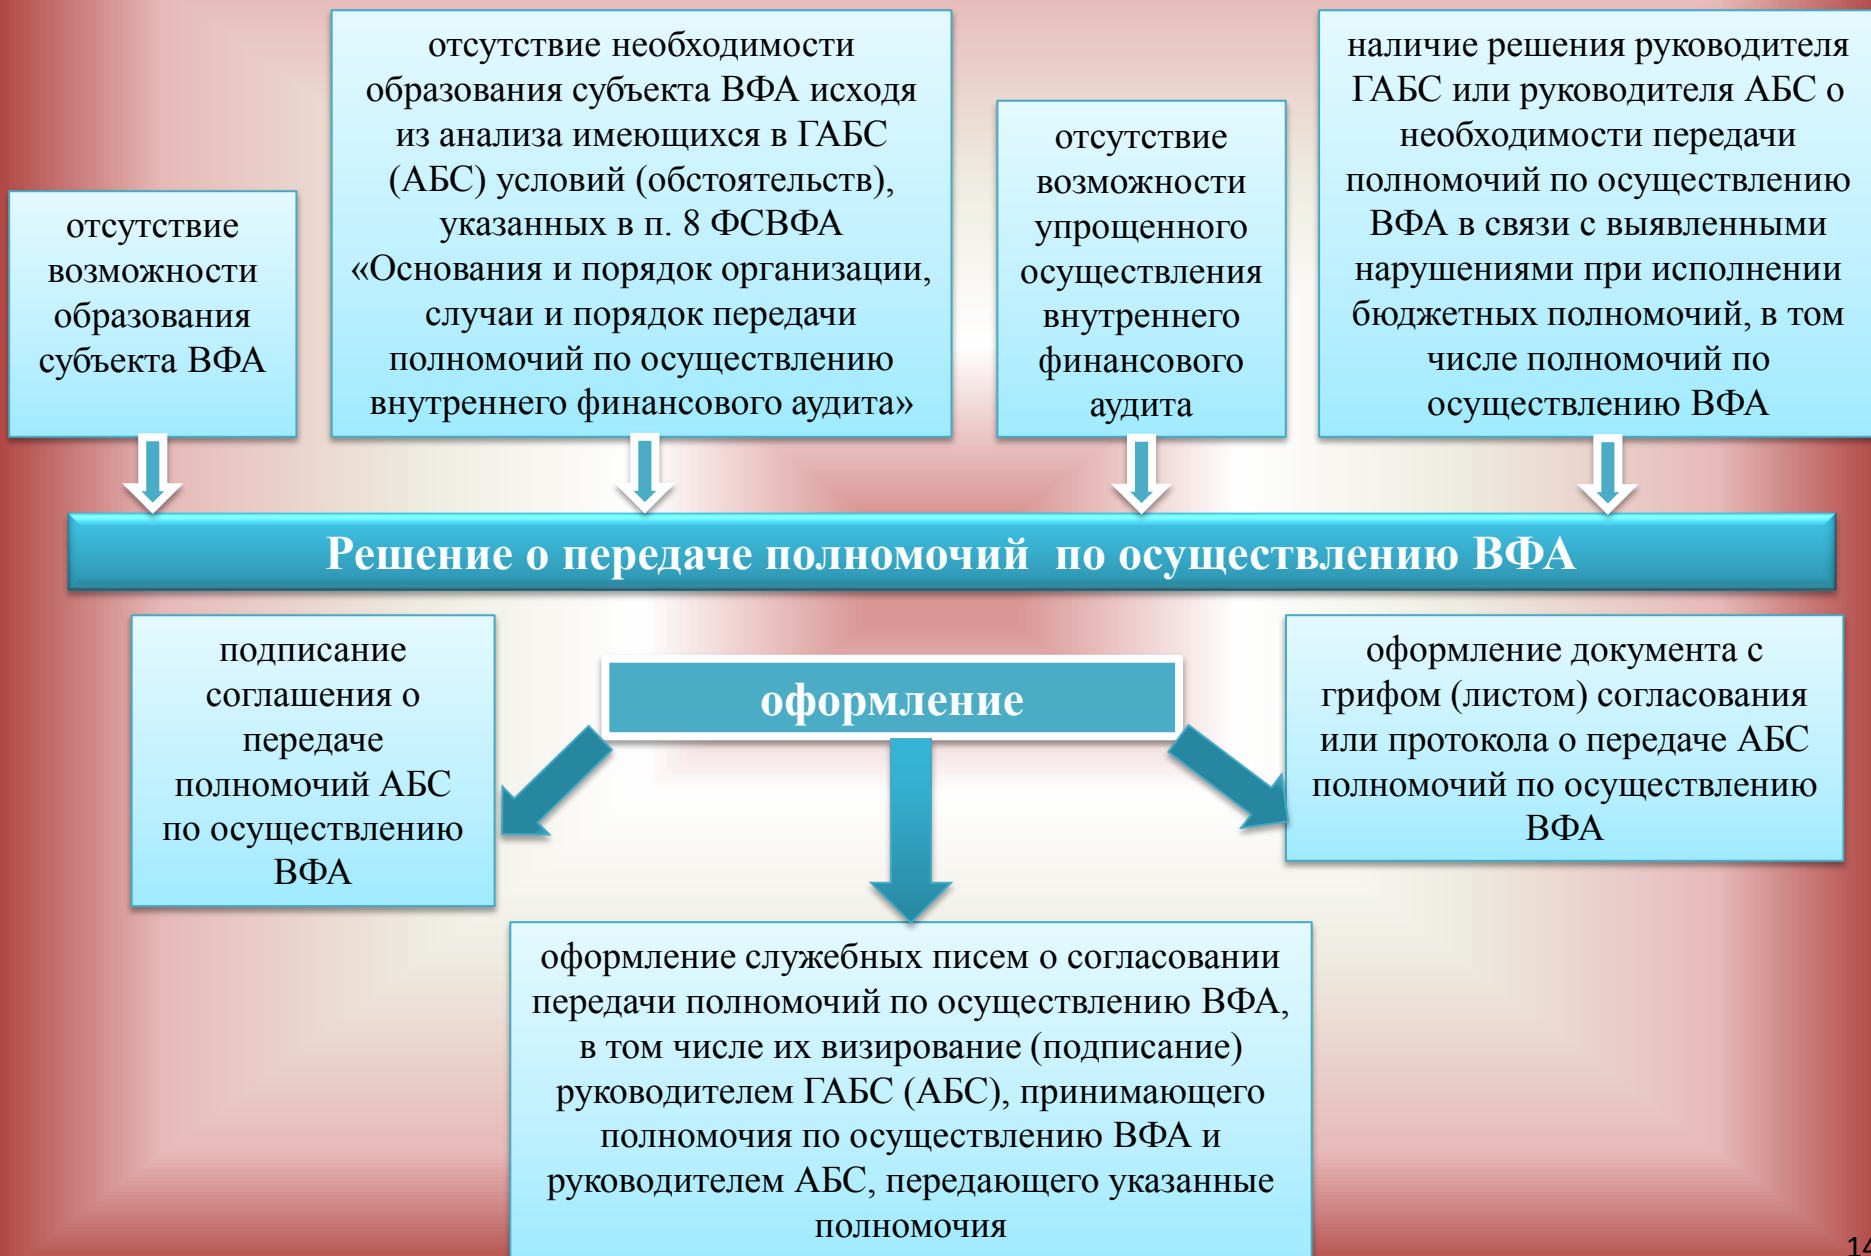 отсутствие
возможности
образования
субъекта ВФА
отсутствие необходимости
образования субъекта ВФА исходя
из анализа имеющихся в ГАБС
(АБС) условий (обстоятельств),
указанных в п. 8 ФСВФА
«Основания и порядок организации,
случаи и порядок передачи
полномочий по осуществлению
внутреннего финансового аудита»
отсутствие
возможности
упрощенного
осуществления
внутреннего
финансового
аудита
наличие решения руководителя
ГАБС или руководителя АБС о
необходимости передачи
полномочий по осуществлению
ВФА в связи с выявленными
нарушениями при исполнении
бюджетных полномочий, в том
числе полномочий по
осуществлению ВФА
Решение о передаче полномочий  по осуществлению ВФА
оформление
подписание
соглашения о
передаче
полномочий АБС
по осуществлению
ВФА
оформление служебных писем о согласовании
передачи полномочий по осуществлению ВФА,
в том числе их визирование (подписание)
руководителем ГАБС (АБС), принимающего
полномочия по осуществлению ВФА и
руководителем АБС, передающего указанные
полномочия
оформление документа с
грифом (листом) согласования
или протокола о передаче АБС
полномочий по осуществлению
ВФА
14